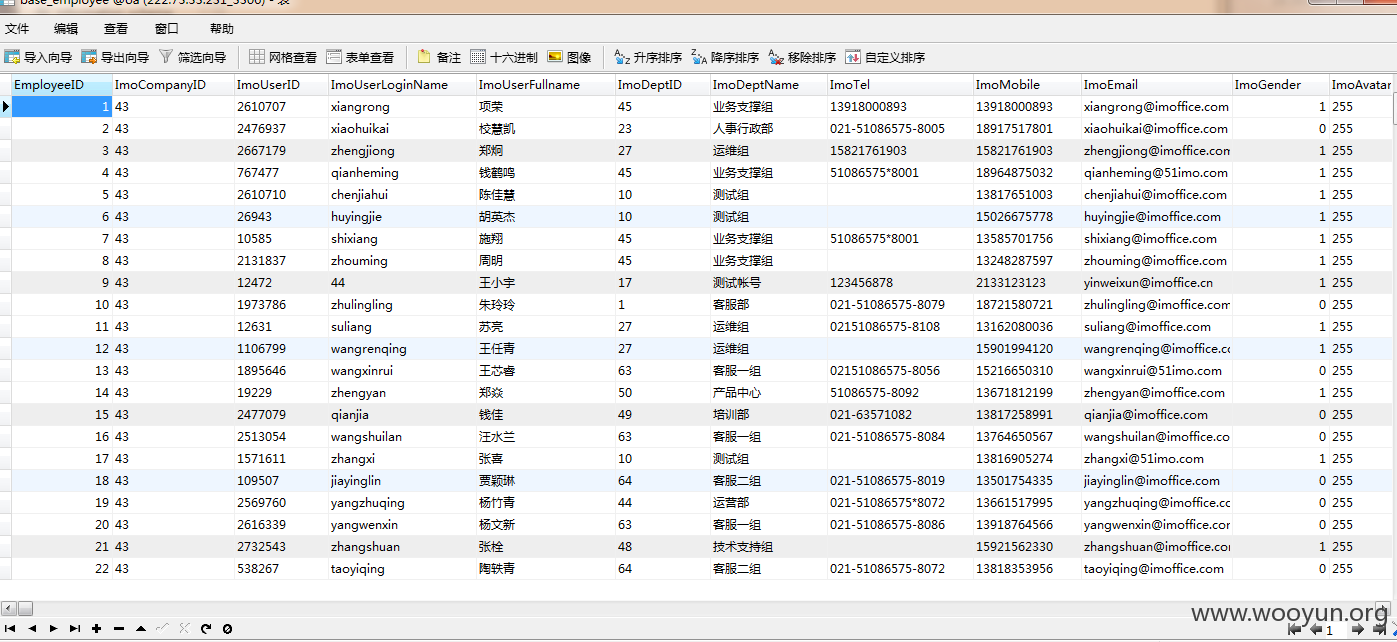 base_employee @oa
文件 编辑 查看 窗口 帮助
导入向导 导出向导 筛选向导 网格查看 表单查看 备注 十六进制 图像 升序排序 降序排序 移除排序 自定义排序
EmployeeID ImoCompanyID ImoUserID ImoUserLoginName ImoUserFullname ImoDeptID ImoDeptName ImoTel ImoMobile ImoEmail ImoGender ImoAvatar
1 43 2610707 xiangrong 项荣 45 业务支撑组 13918000893 13918000893 xiangrong@imoffice.com 1 255
2 43 2476937 xiaohuikai 校慧凯 23 人事行政部 021-51086575-8005 18917517801 xiaohuikai@imoffice.com 0 255
3 43 2667179 zhengjiong 郑炯 27 运维组 15821761903 15821761903 zhengjiong@imoffice.com 1 255
4 43 767477 qianheming 钱鹤鸣 45 业务支撑组 51086575*8001 18964875032 qianheming@51imo.com 1 255
5 43 2610710 chenjiahui 陈佳慧 10 测试组 13817651003 chenjiahui@imoffice.com 1 255
6 43 26943 huyingjie 胡英杰 10 测试组 15026675778 huyingjie@imoffice.com 1 255
7 43 10585 shixiang 施翔 45 业务支撑组 51086575*8001 13585701756 shixiang@imoffice.com 1 255
8 43 2131837 zhouming 周明 45 业务支撑组 13248287597 zhouming@imoffice.com 1 255
9 43 12472 44 王小宇 17 测试帐号 123456878 2133123123 yinweixun@imoffice.cn 1 255
10 43 1973786 zhulingling 朱玲玲 1 客服部 021-51086575-8079 18721580721 zhulingling@imoffice.com 0 255
11 43 12631 suliang 苏亮 27 运维组 02151086575-8108 13162080036 suliang@imoffice.com 1 255
12 43 1106799 wangrenqing 王任青 27 运维组 15901994120 wangrenqing@imoffice.cc 1 255
13 43 1895646 wangxinrui 王芯睿 63 客服一组 02151086575-8056 15216650310 wangxinrui@51imo.com 0 255
14 43 19229 zhengyan 郑焱 50 产品中心 51086575-8092 13671812199 zhengyan@imoffice.com 1 255
15 43 2477079 qianjia 钱佳 49 培训部 021-63571082 13817258991 qianjia@imoffice.com 0 255
16 43 2513054 wangshuilan 汪水兰 63 客服一组 021-51086575-8084 13764650567 wangshuilan@imoffice.co 0 255
17 43 1571611 zhangxi 张喜 10 测试组 13816905274 zhangxi@51imo.com 1 255
18 43 109507 jiayinglin 贾颖琳 64 客服二组 021-51086575-8019 13501754335 jiayinglin@imoffice.com 0 255
19 43 2569760 yangzhuqing 杨竹青 44 运营部 021-51086575*8072 13661517995 yangzhuqing@imoffice.cc 0 255
20 43 2616339 yangwenxin 杨文新 63 客服一组 021-51086575-8086 13918764566 yangwenxin@imoffice.cor 0 255
21 43 2732543 zhangshuan 张栓 48 技术支持组 15921562330 zhangshuan@imoffice.coı 1 255
22 43 538267 taoyiqing 陶轶青 64 客服二组 021-51086575-8072 13818353956 taoyiqing@imoffice.com 0 255
www.wooyun.org
1